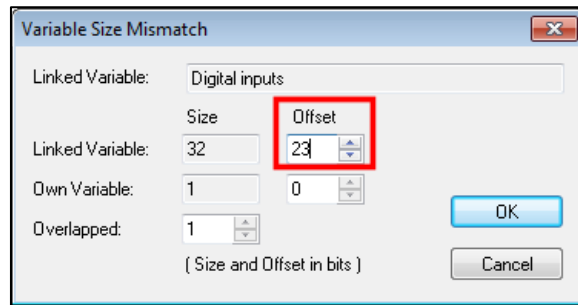 Variable Size Mismatch
Linked Variable: Digital inputs
Size Offset
Linked Variable: 32 23
Own Variable: 1 0
Overlapped: 1
OK
( Size and Offset in bits ) Cancel